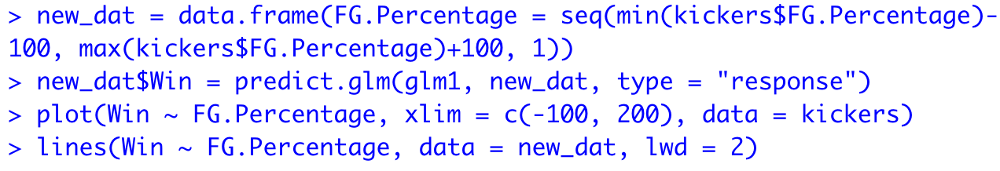 > new_dat = data.frame(FG.Percentage = seq(min(kickers$FG.Percentage)-
100, max(kickers$FG.Percentage)+100, 1))
> new_dat$Win = predict.glm(glm1, new_dat, type = "response")
> plot(Win ~ FG.Percentage, xlim = c(-100, 200), data = kickers)
> lines(Win ~ FG.Percentage, data = new_dat, lwd = 2)